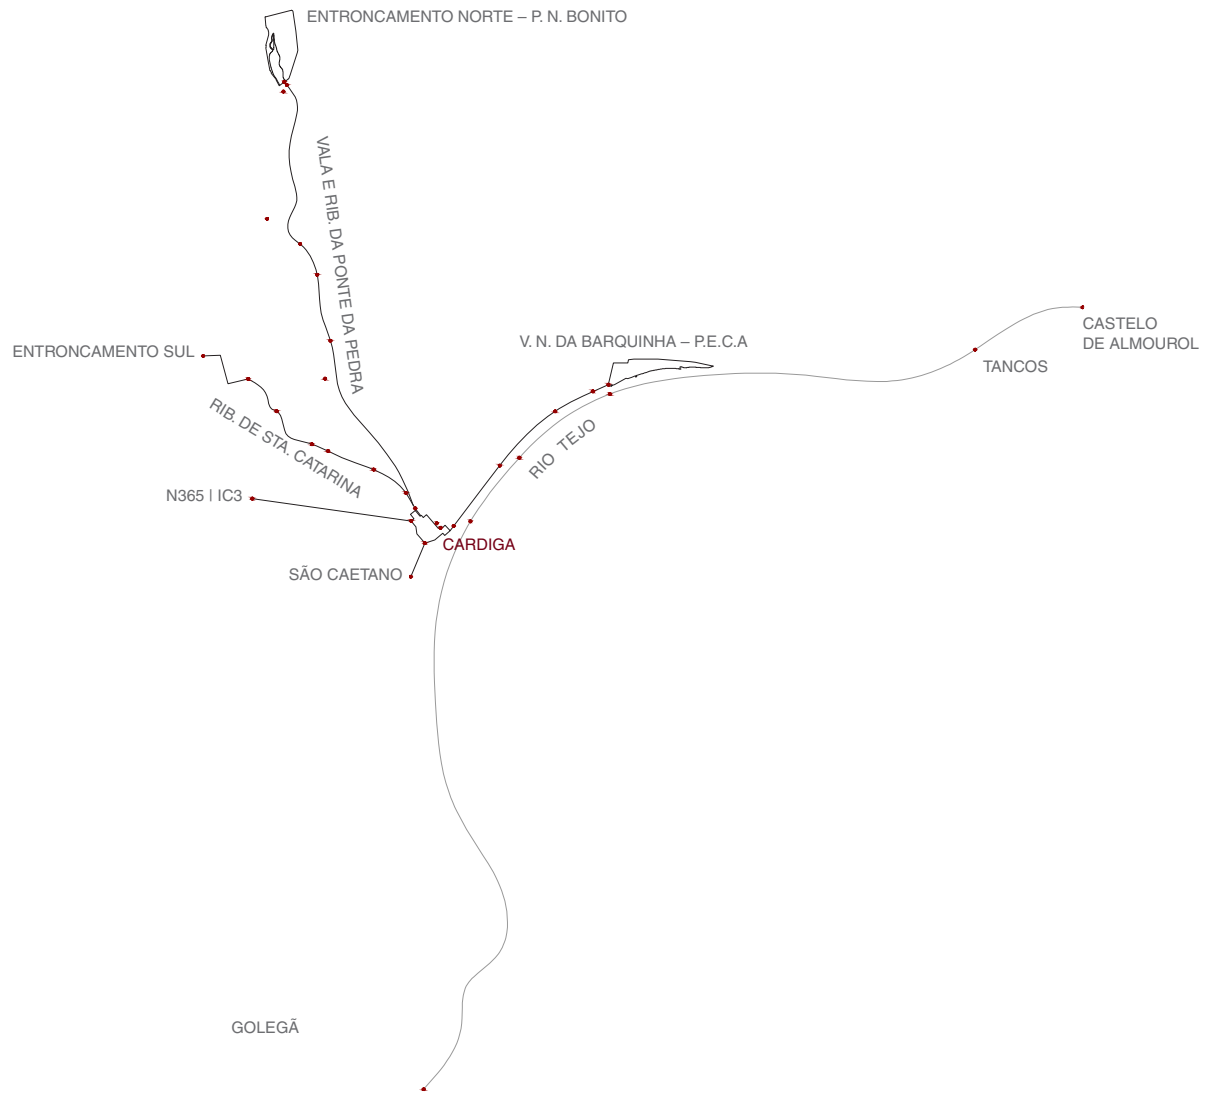 ENTRONCAMENTO NORTE – P. N. BONITO
VALA E RIB. DA PONTE DA PEDRA
CASTELO
DE ALMOUROL
V. N. DA BARQUINHA – P.E.C.A
ENTRONCAMENTO SUL
TANCOS
RIB. DE STA. CATARINA
RIO TEJO
N365 | IC3
CARDIGA
SÃO CAETANO
GOLEGÃ